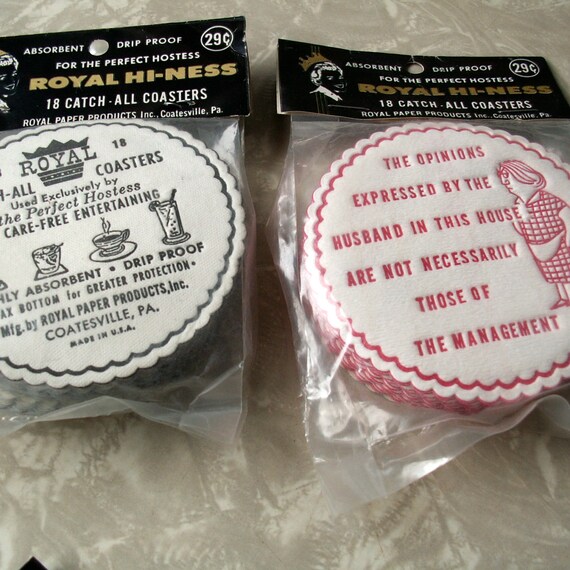 ABSORBENT DRIP PROOF
29¢
FOR THE PERFECT HOSTESS
ROYAL HI-NESS
18 CATCH-ALL COASTERS
ROYAL PAPER PRODUCTS Inc., Coatesville, Pa.
ROYAL
18
H-ALL COASTERS
Used Exclusively by
the Perfect Hostess
CARE-FREE ENTERTAINING
HLY ABSORBENT • DRIP PROOF
AX BOTTOM for GREATER PROTECTION •
Mfg. by ROYAL PAPER PRODUCTS, Inc.
COATESVILLE, PA.
MADE IN U.S.A.
ABSORBENT DRIP PROOF
29¢
FOR THE PERFECT HOSTESS
ROYAL HI-NESS
18 CATCH-ALL COASTERS
ROYAL PAPER PRODUCTS Inc., Coatesville, Pa.
THE OPINIONS
EXPRESSED BY THE
HUSBAND IN THIS HOUSE
ARE NOT NECESSARILY
THOSE OF
THE MANAGEMENT